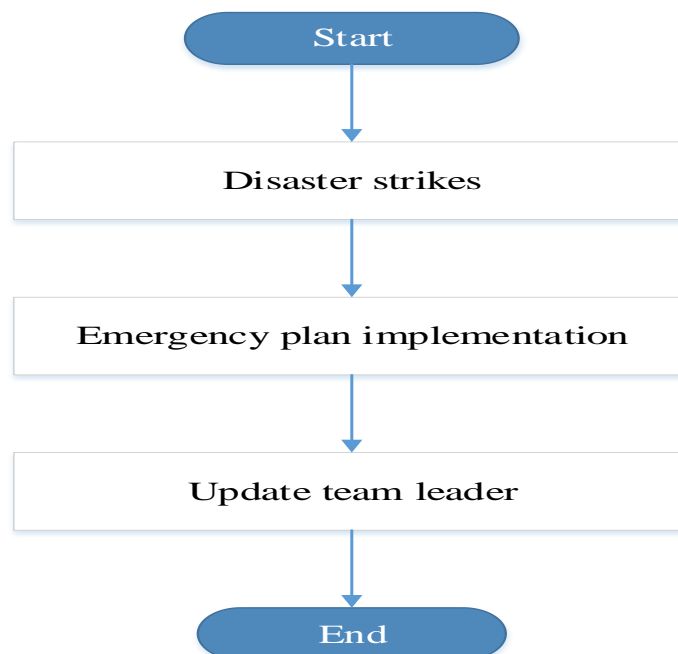 Start
Disaster strikes
Emergency plan implementation
Update team leader
End